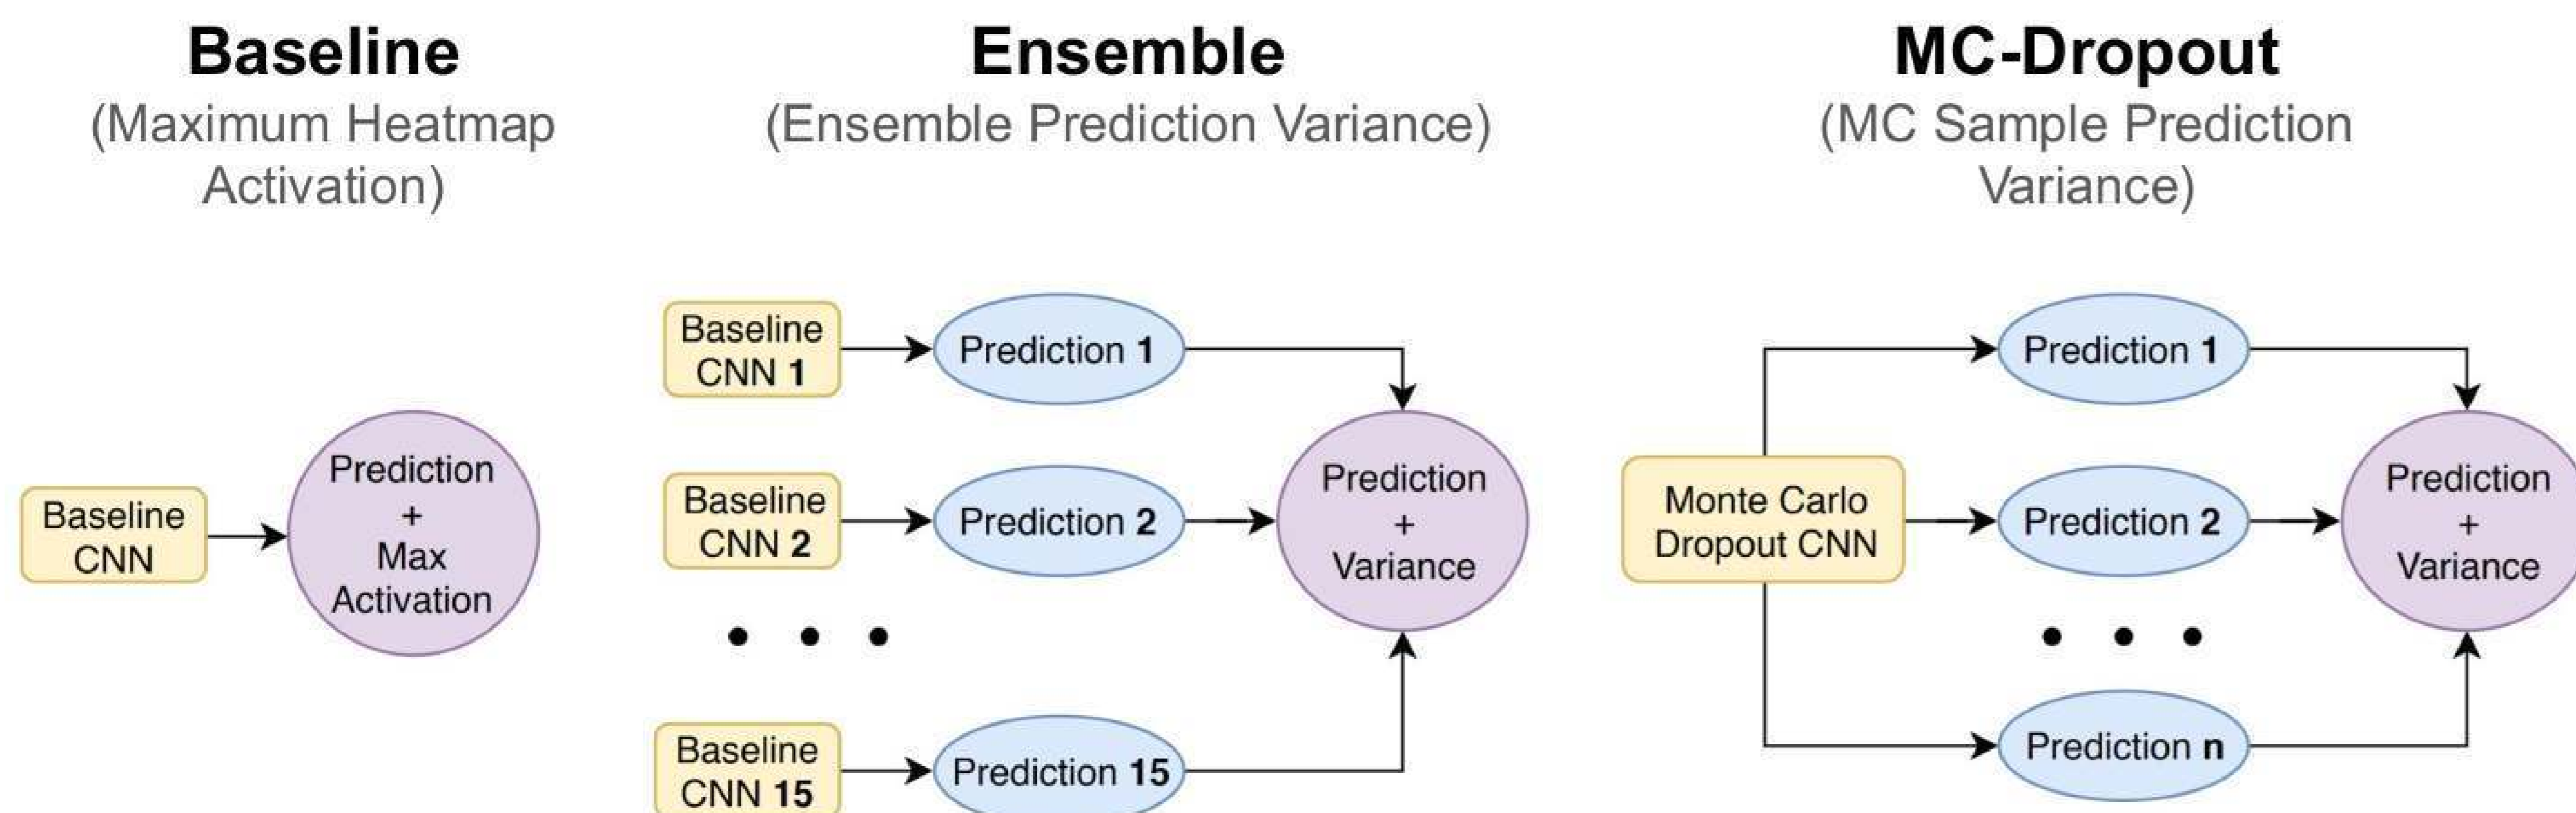 Baseline
(Maximum Heatmap
Activation)
Baseline
CNN
Prediction
+
Max
Activation
Ensemble
(Ensemble Prediction Variance)
Baseline
CNN 1
Prediction 1
Baseline
CNN 2
Prediction 2
Baseline
CNN 15
Prediction 15
Prediction
+
Variance
MC-Dropout
(MC Sample Prediction
Variance)
Monte Carlo
Dropout CNN
Prediction 1
Prediction 2
Prediction n
Prediction
+
Variance